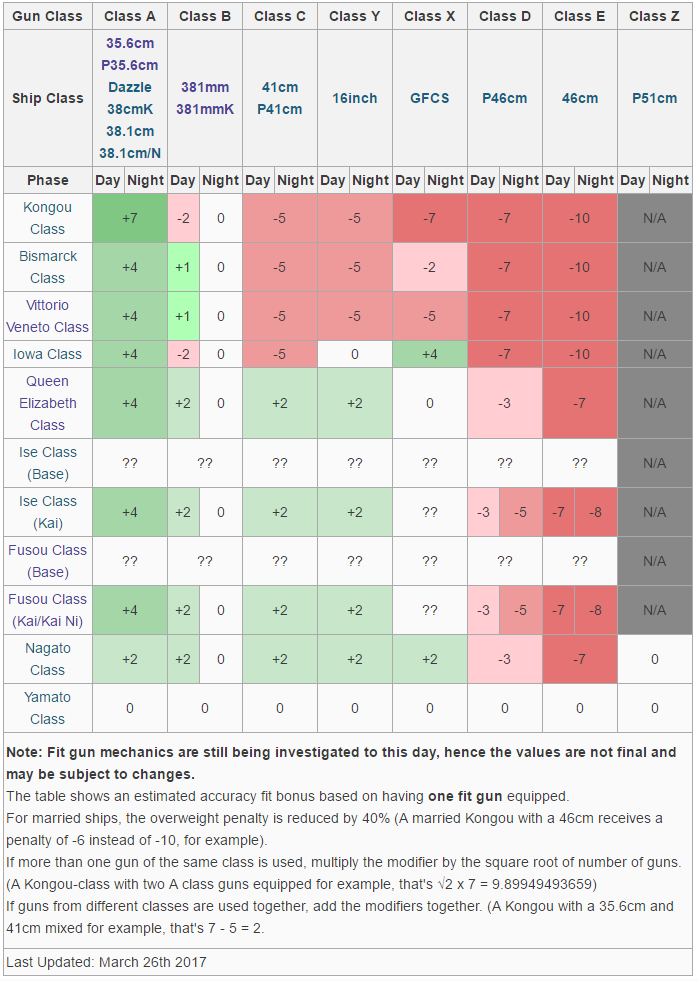 Gun Class Class A Class B Class C Class Y Class X Class D Class E Class Z
Ship Class
35.6cm
P35.6cm
Dazzle
38cmK
38.1cm
38.1cm/N
381mm
381mmK
41cm
P41cm
16inch
GFCS
P46cm
46cm
P51cm
Phase Day Night Day Night Day Night Day Night Day Night Day Night Day Night Day Night
Kongou
Class
+7 -2 0 -5 -5 -7 -7 -10 N/A
Bismarck
Class
+4 +1 0 -5 -5 -2 -7 -10 N/A
Vittorio
Veneto Class
+4 +1 0 -5 -5 -5 -7 -10 N/A
Iowa Class +4 -2 0 -5 0 +4 -7 -10 N/A
Queen
Elizabeth
Class
+4 +2 0 +2 +2 0 -3 -7 N/A
Ise Class
(Base)
?? ?? ?? ?? ?? ?? ?? N/A
Ise Class
(Kai)
+4 +2 0 +2 +2 ?? -3 -5 -7 -8 N/A
Fusou Class
(Base)
?? ?? ?? ?? ?? ?? ?? N/A
Fusou Class
(Kai/Kai Ni)
+4 +2 0 +2 +2 ?? -3 -5 -7 -8 N/A
Nagato
Class
+2 +2 0 +2 +2 +2 -3 -7 0
Yamato
Class
0 0 0 0 0 0 0 0
Note: Fit gun mechanics are still being investigated to this day, hence the values are not final and
may be subject to changes.
The table shows an estimated accuracy fit bonus based on having one fit gun equipped.
For married ships, the overweight penalty is reduced by 40% (A married Kongou with a 46cm receives a
penalty of -6 instead of -10, for example).
If more than one gun of the same class is used, multiply the modifier by the square root of number of guns.
(A Kongou-class with two A class guns equipped for example, that's √2 x 7 = 9.89949493659)
If guns from different classes are used together, add the modifiers together. (A Kongou with a 35.6cm and
41cm mixed for example, that's 7 - 5 = 2.
Last Updated: March 26th 2017